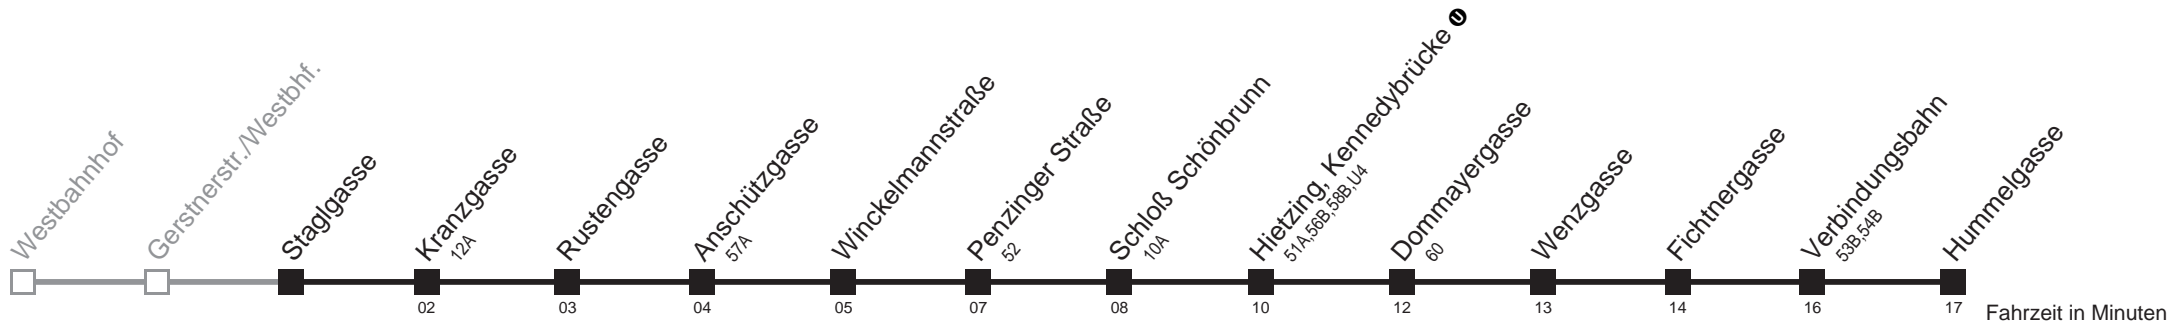 Westbahnhof
Gerstnerstr./Westbhf.
Staglgasse
Kranzgasse
12A
Rustengasse
Anschützgasse
57A
Winckelmannstraße
Penzinger Straße
52
Schloß Schönbrunn
10A
Hietzing, Kennedybrücke U
51A,56B,58B,U4
Dommayergasse
60
Wenzgasse
Fichtnergasse
Verbindungsbahn
53B,54B
Hummelgasse
02 03 04 05 07 08 10 12 13 14 16 17 Fahrzeit in Minuten